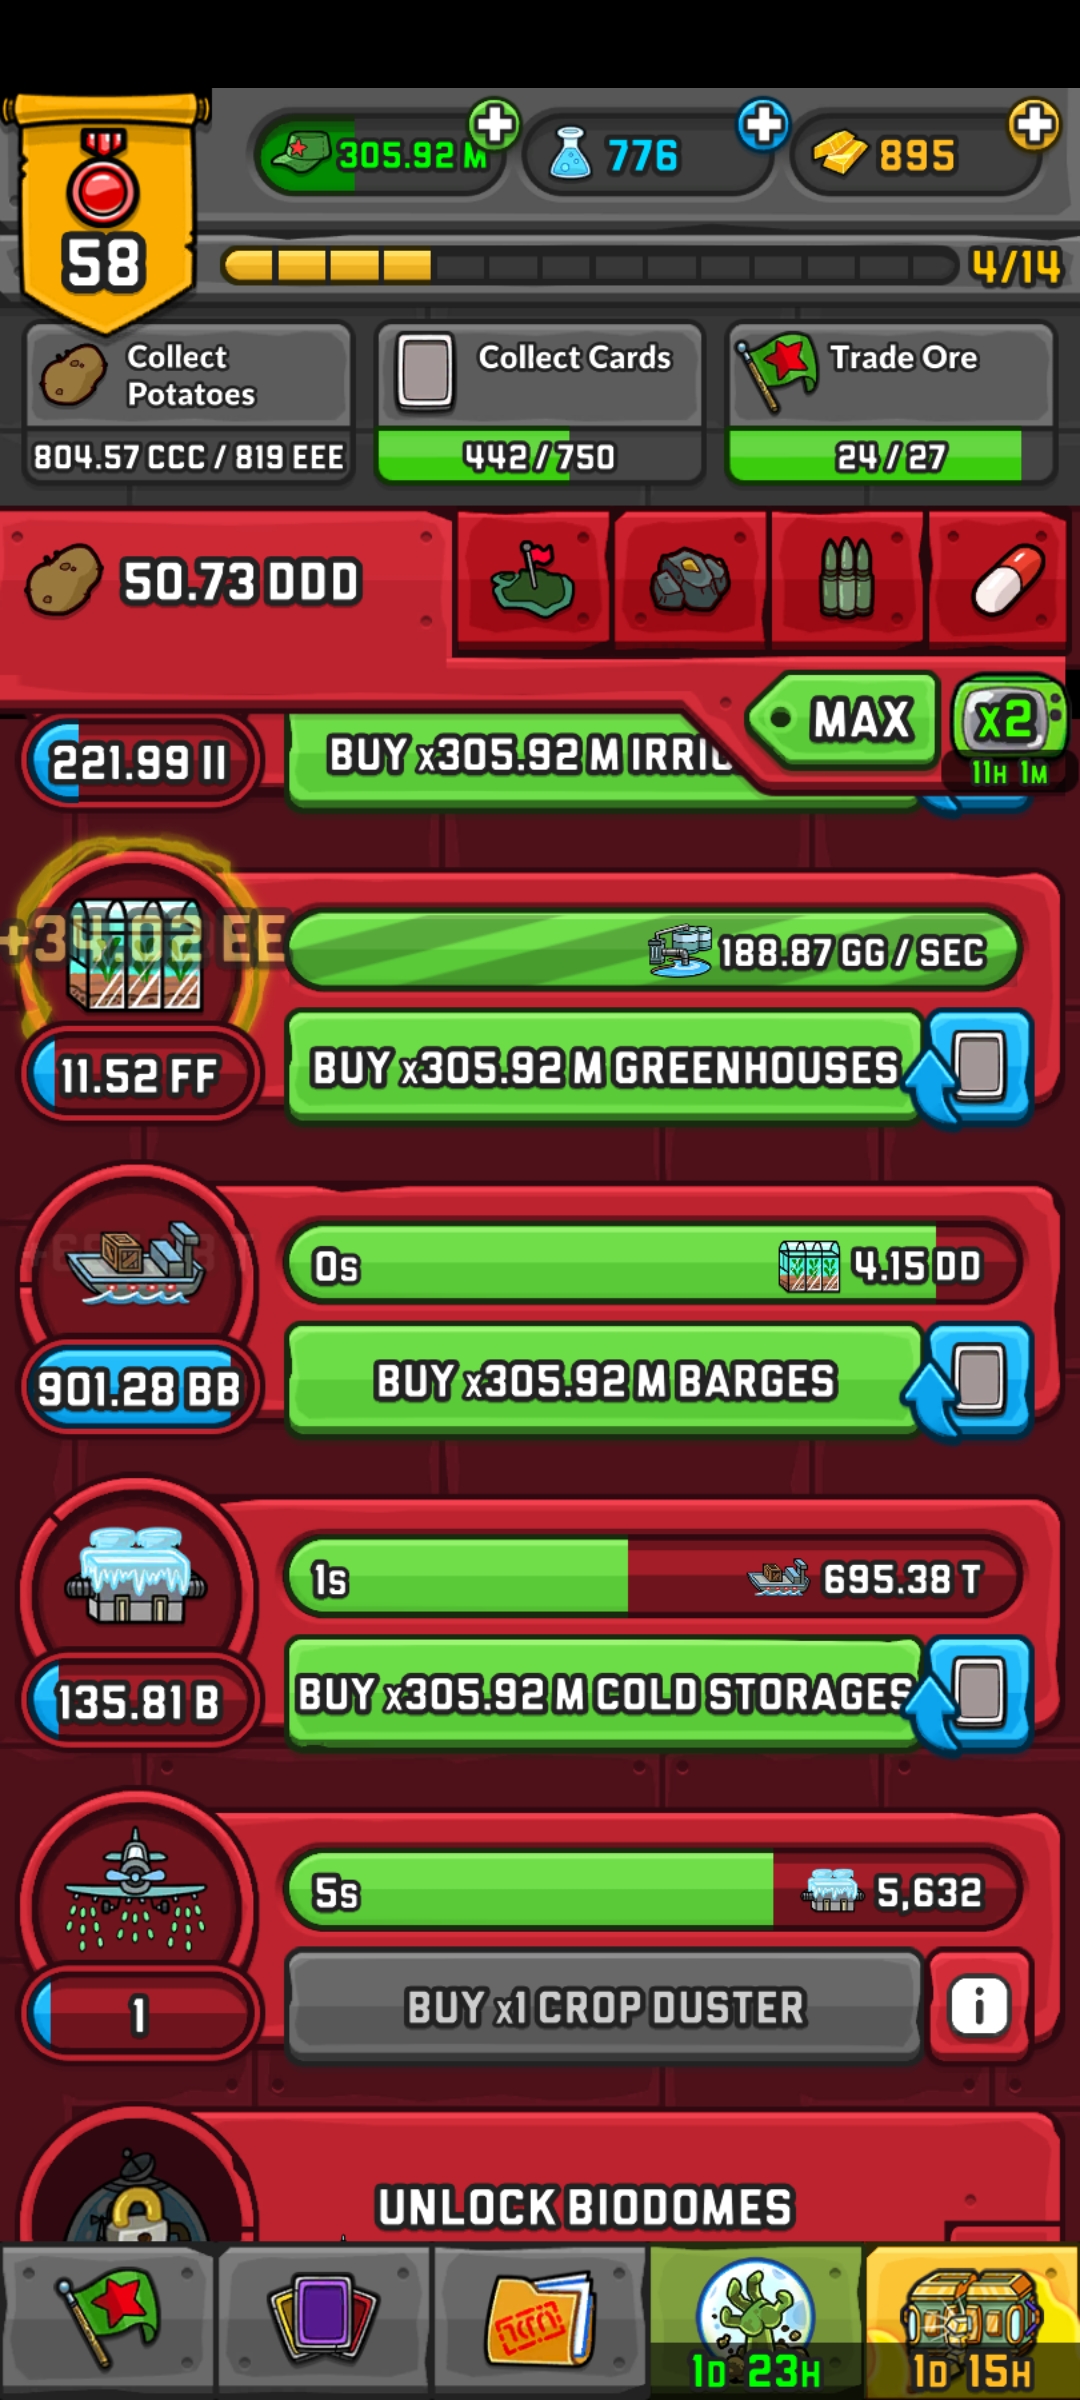 305.92 M
776
895
58
4/14
Collect
Potatoes
804.57 CCC / 819 EEE
Collect Cards
442/750
Trade Ore
24/27
50.73 DDD
MAX
x2
11H 1M
221.99 II
BUY x305.92 M
+34.02 EE
188.87 GG / SEC
11.52 FF
BUY x305.92 M GREENHOUSES
0s
4.15 DD
901.28 BB
BUY x305.92 M BARGES
1s
695.38 T
135.81 B
BUY x305.92 M COLD STORAGES
5s
5,632
1
BUY x1 CROP DUSTER
i
UNLOCK BIODOMES
1D 23H
1D 15H